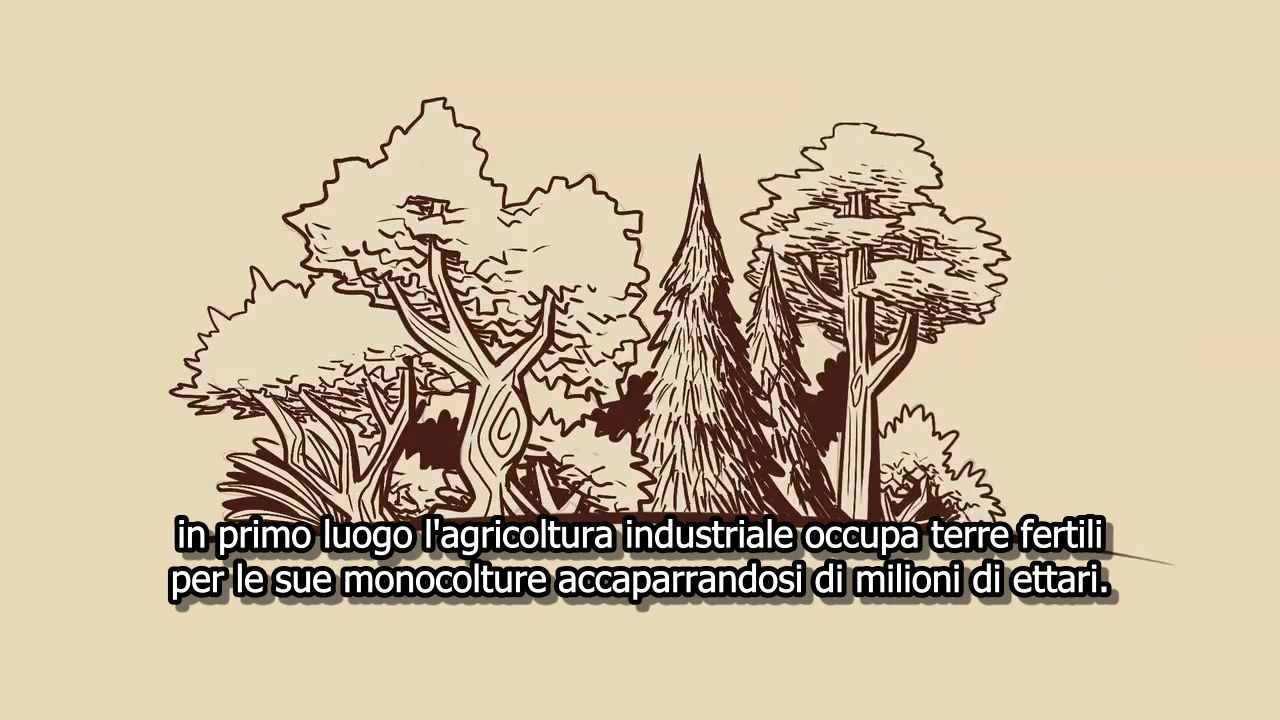 in primo luogo l'agricoltura industriale occupa terre fertili
per le sue monocolture accaparrandosi di milioni di ettari.